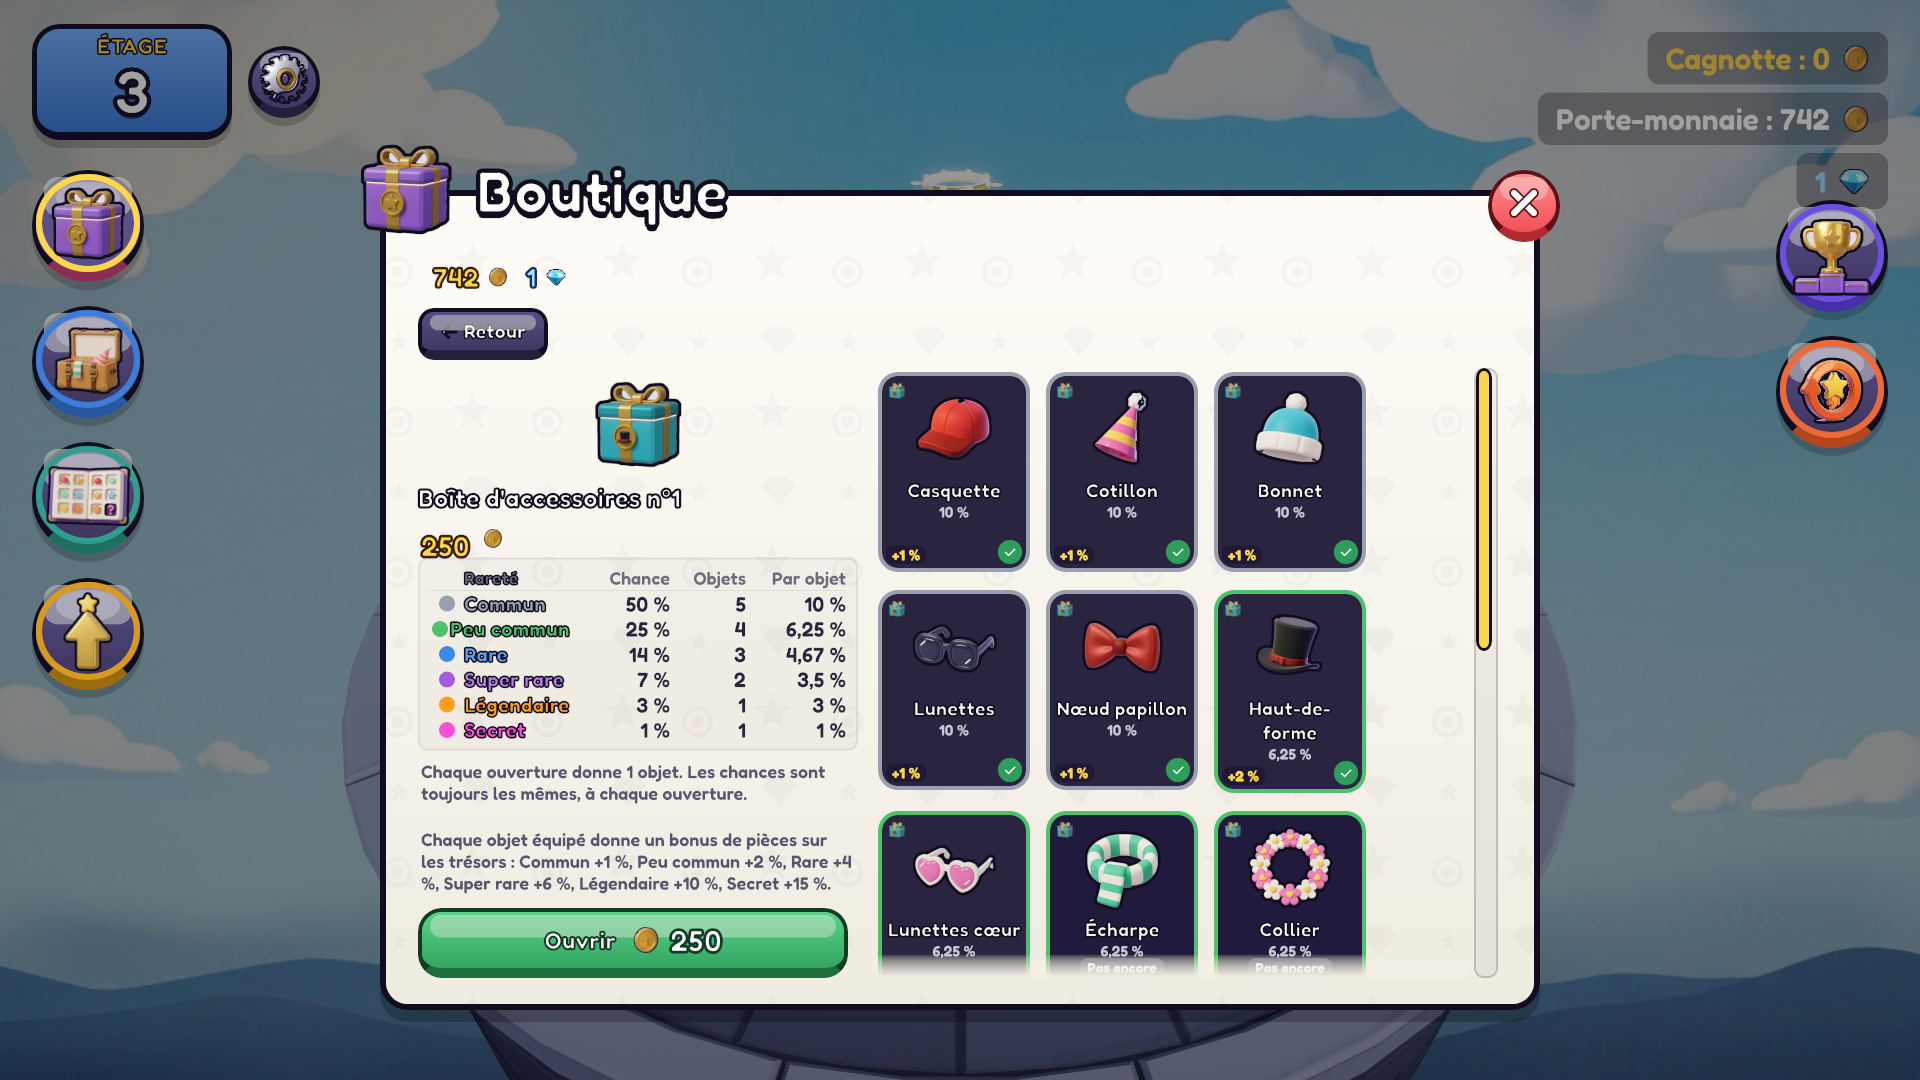 ÉTAGE
3
Cagnotte : 0
Porte-monnaie : 742
1
Boutique
742 1
← Retour
Boîte d'accessoires n°1
250
Rareté Chance Objets Par objet
Commun 50 % 5 10 %
Peu commun 25 % 4 6,25 %
Rare 14 % 3 4,67 %
Super rare 7 % 2 3,5 %
Légendaire 3 % 1 3 %
Secret 1 % 1 1 %
Chaque ouverture donne 1 objet. Les chances sont
toujours les mêmes, à chaque ouverture.
Chaque objet équipé donne un bonus de pièces sur
les trésors : Commun +1 %, Peu commun +2 %, Rare +4
%, Super rare +6 %, Légendaire +10 %, Secret +15 %.
Ouvrir 250
Casquette
10 %
+1 %
Cotillon
10 %
+1 %
Bonnet
10 %
+1 %
Lunettes
10 %
+1 %
Nœud papillon
10 %
+1 %
Haut-de-
forme
6,25 %
+2 %
Lunettes cœur
6,25 %
Écharpe
6,25 %
Pas encore
Collier
6,25 %
Pas encore